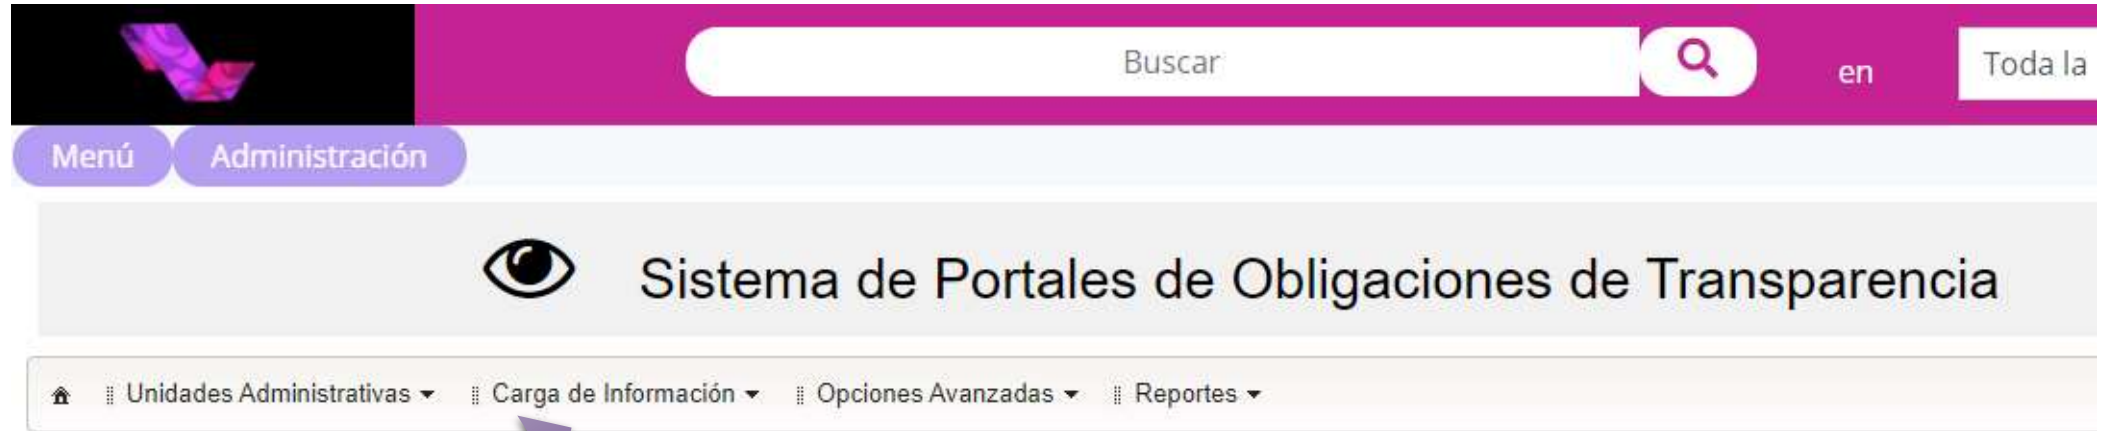 Buscar en Toda la
Menú Administración
Sistema de Portales de Obligaciones de Transparencia
Unidades Administrativas Carga de Información Opciones Avanzadas Reportes